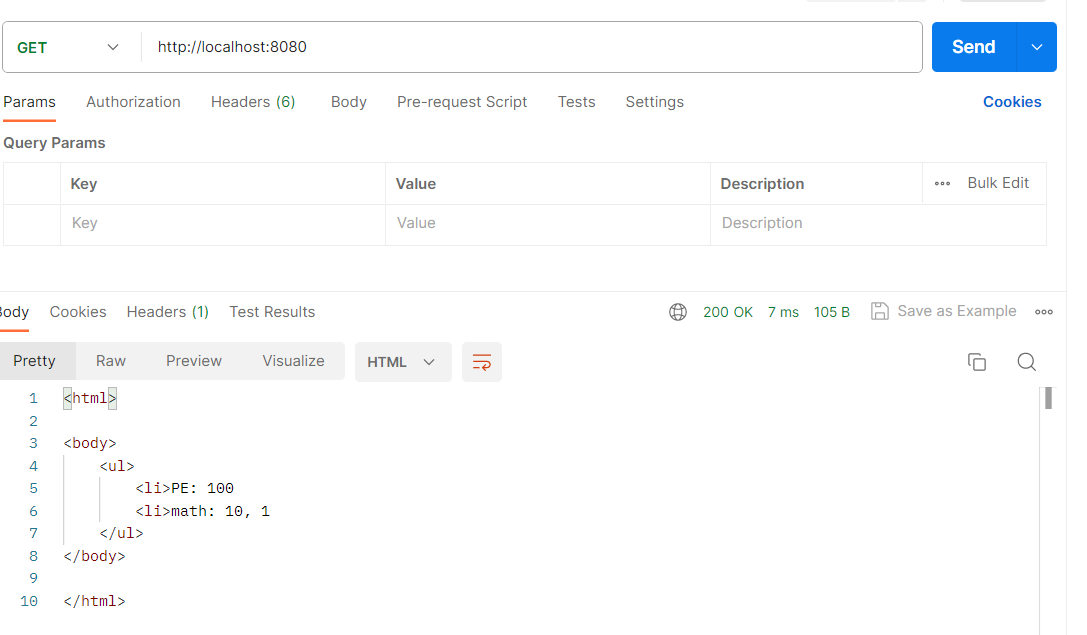 GET http://localhost:8080 Send
Params Authorization Headers (6) Body Pre-request Script Tests Settings Cookies
Query Params
Key Value Description Bulk Edit
Key Value Description
Body Cookies Headers (1) Test Results 200 OK 7 ms 105 B Save as Example
Pretty Raw Preview Visualize HTML
1 <html>
2
3 <body>
4 <ul>
5 <li>PE: 100
6 <li>math: 10, 1
7 </ul>
8 </body>
9
10 </html>